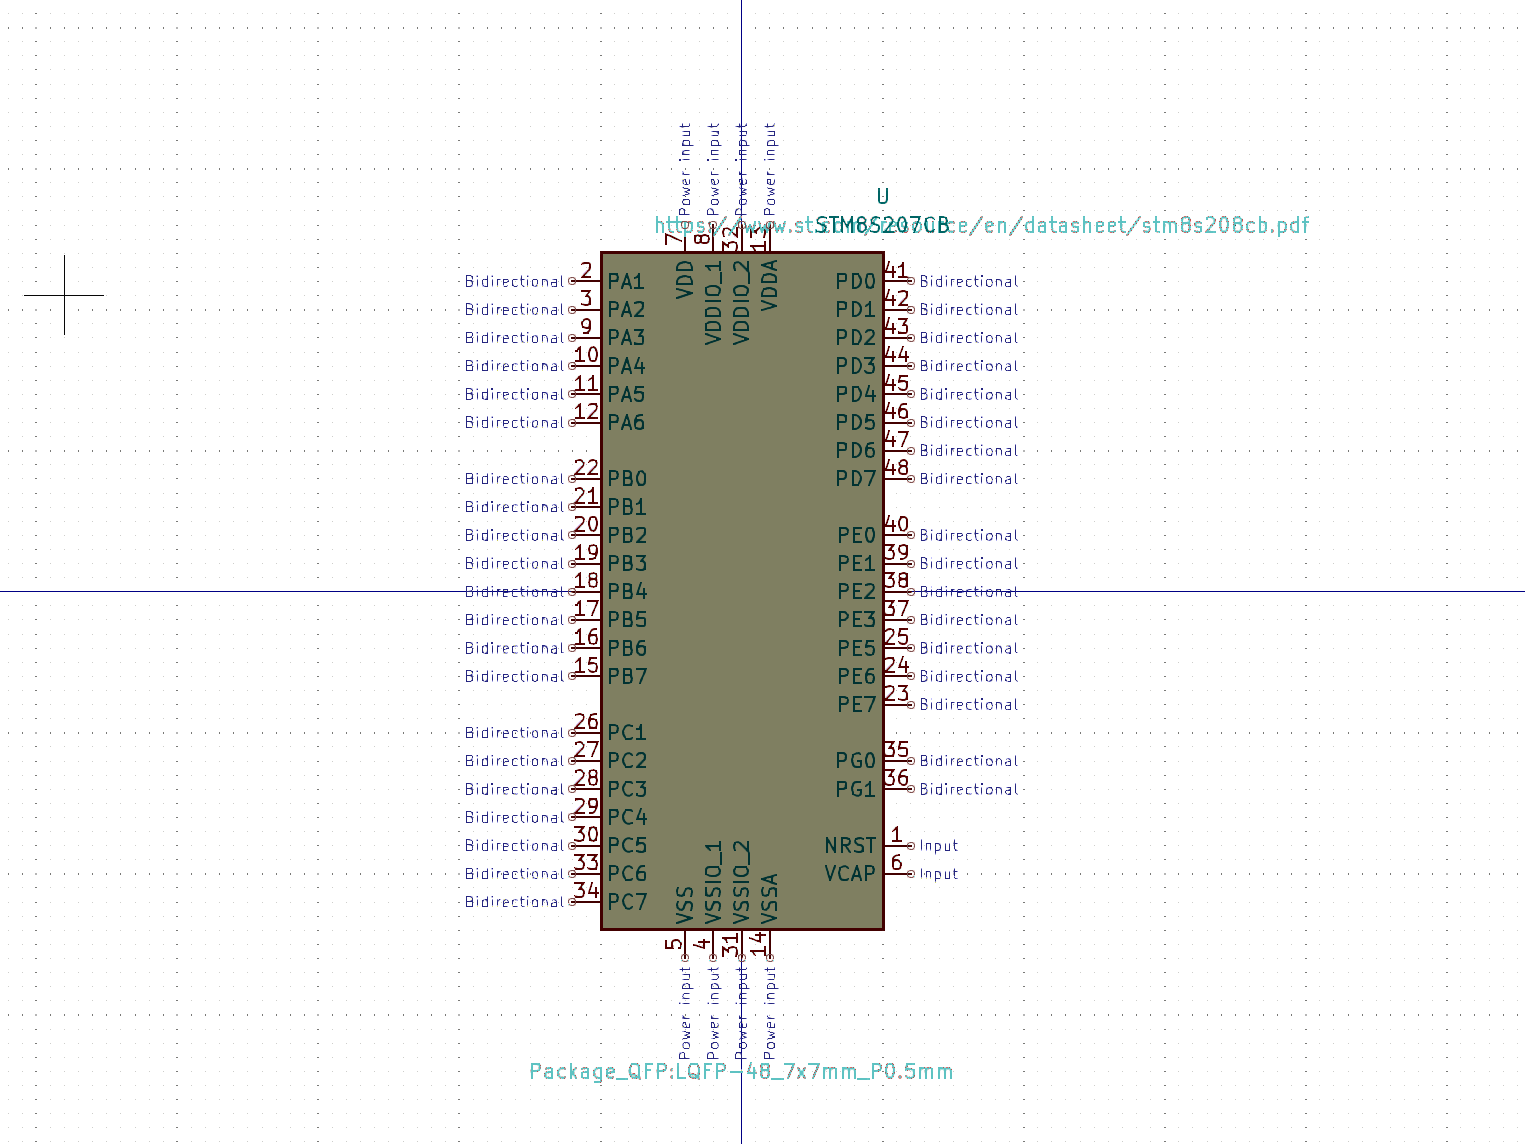 Power input Power input Power input Power input
U
https://www.st.com/resource/en/datasheet/stm8s208cb.pdf
STM8S207CB
7 8 32 13
VDD VDDIO_1 VDDIO_2 VDDA
Bidirectional 2 PA1 PD0 41 Bidirectional
Bidirectional 3 PA2 PD1 42 Bidirectional
Bidirectional 9 PA3 PD2 43 Bidirectional
Bidirectional 10 PA4 PD3 44 Bidirectional
Bidirectional 11 PA5 PD4 45 Bidirectional
Bidirectional 12 PA6 PD5 46 Bidirectional
PD6 47 Bidirectional
Bidirectional 22 PB0 PD7 48 Bidirectional
Bidirectional 21 PB1
Bidirectional 20 PB2 PE0 40 Bidirectional
Bidirectional 19 PB3 PE1 39 Bidirectional
Bidirectional 18 PB4 PE2 38 Bidirectional
Bidirectional 17 PB5 PE3 37 Bidirectional
Bidirectional 16 PB6 PE5 25 Bidirectional
Bidirectional 15 PB7 PE6 24 Bidirectional
PE7 23 Bidirectional
Bidirectional 26 PC1
Bidirectional 27 PC2 PG0 35 Bidirectional
Bidirectional 28 PC3 PG1 36 Bidirectional
Bidirectional 29 PC4
Bidirectional 30 PC5 NRST 1 Input
Bidirectional 33 PC6 VCAP 6 Input
Bidirectional 34 PC7
VSS VSSIO_1 VSSIO_2 VSSA
5 4 31 14
Power input Power input Power input Power input
Package_QFP:LQFP-48_7x7mm_P0.5mm